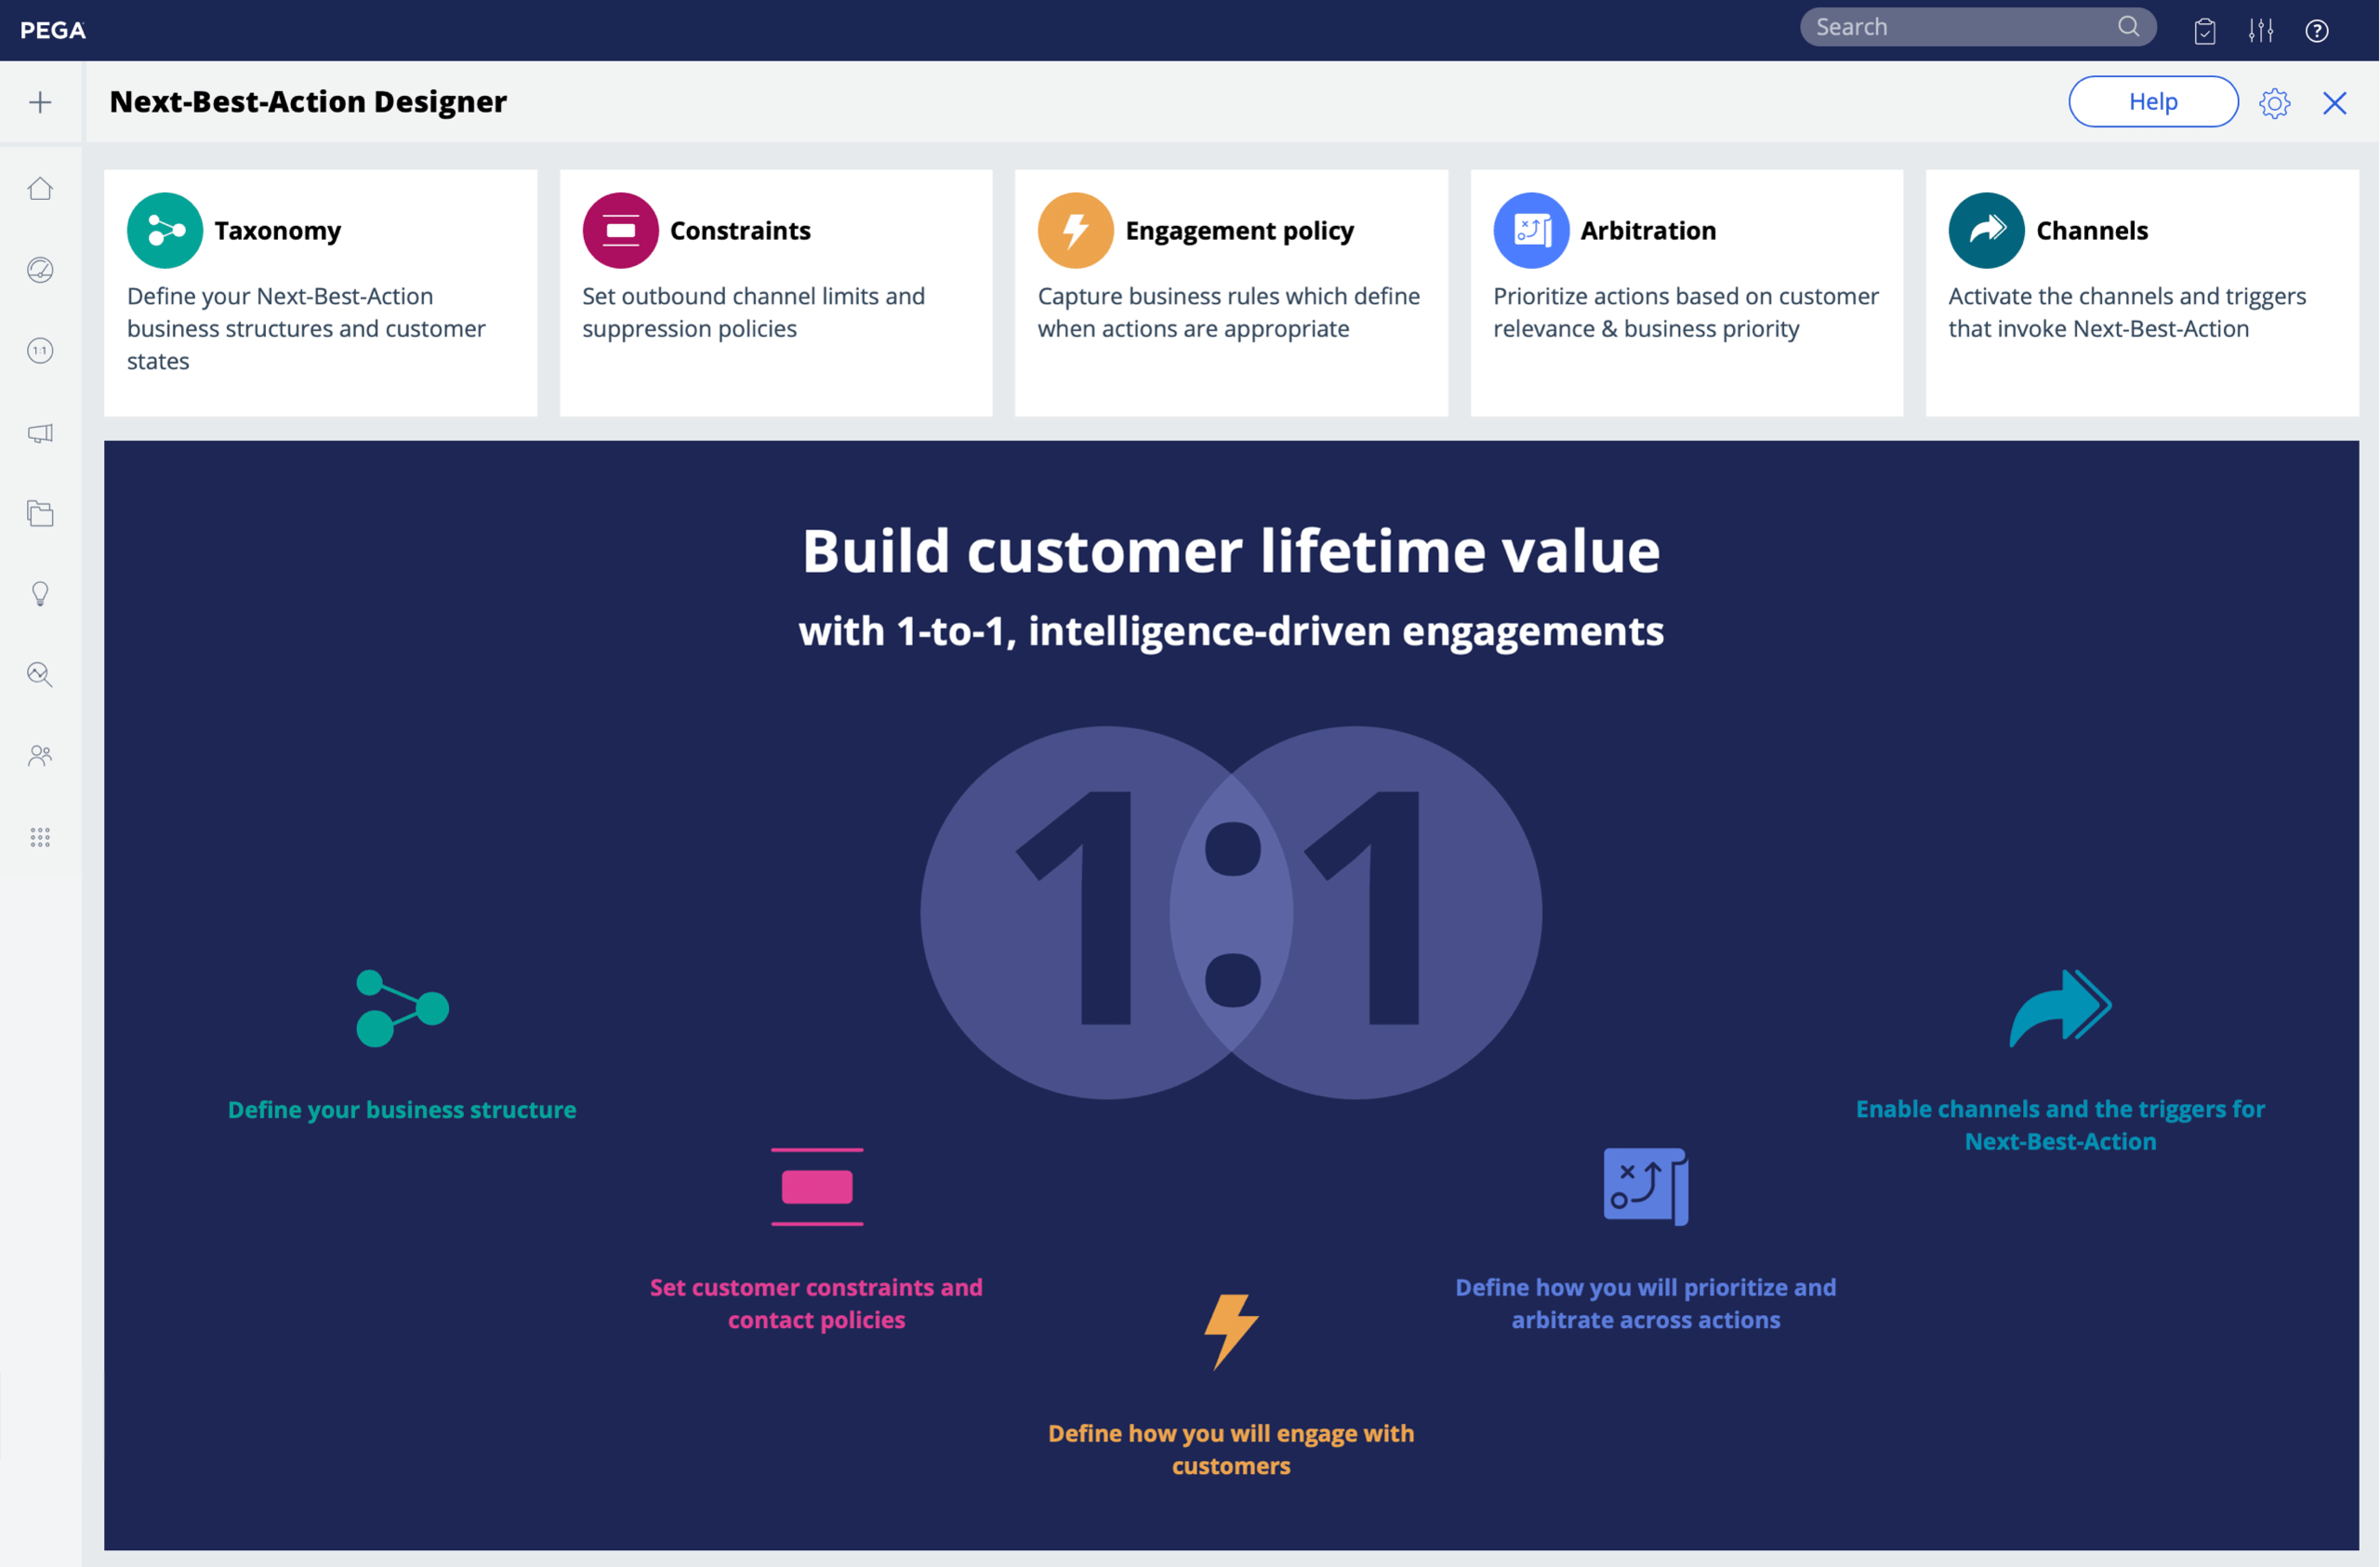 PEGA
Search
Next-Best-Action Designer
Help
Taxonomy
Define your Next-Best-Action
business structures and customer
states
Constraints
Set outbound channel limits and
suppression policies
Engagement policy
Capture business rules which define
when actions are appropriate
Arbitration
Prioritize actions based on customer
relevance & business priority
Channels
Activate the channels and triggers
that invoke Next-Best-Action
1:1
Build customer lifetime value
with 1-to-1, intelligence-driven engagements
1:1
Define your business structure
Set customer constraints and
contact policies
Define how you will engage with
customers
Define how you will prioritize and
arbitrate across actions
Enable channels and the triggers for
Next-Best-Action